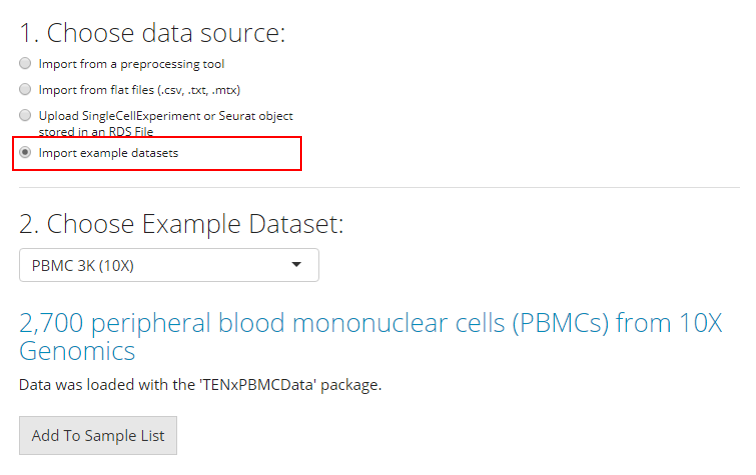 1. Choose data source:
Import from a preprocessing tool
Import from flat files (.csv, .txt, .mtx)
Upload SingleCellExperiment or Seurat object
stored in an RDS File
Import example datasets
2. Choose Example Dataset:
PBMC 3K (10X)
2,700 peripheral blood mononuclear cells (PBMCs) from 10X
Genomics
Data was loaded with the 'TENxPBMCData' package.
Add To Sample List